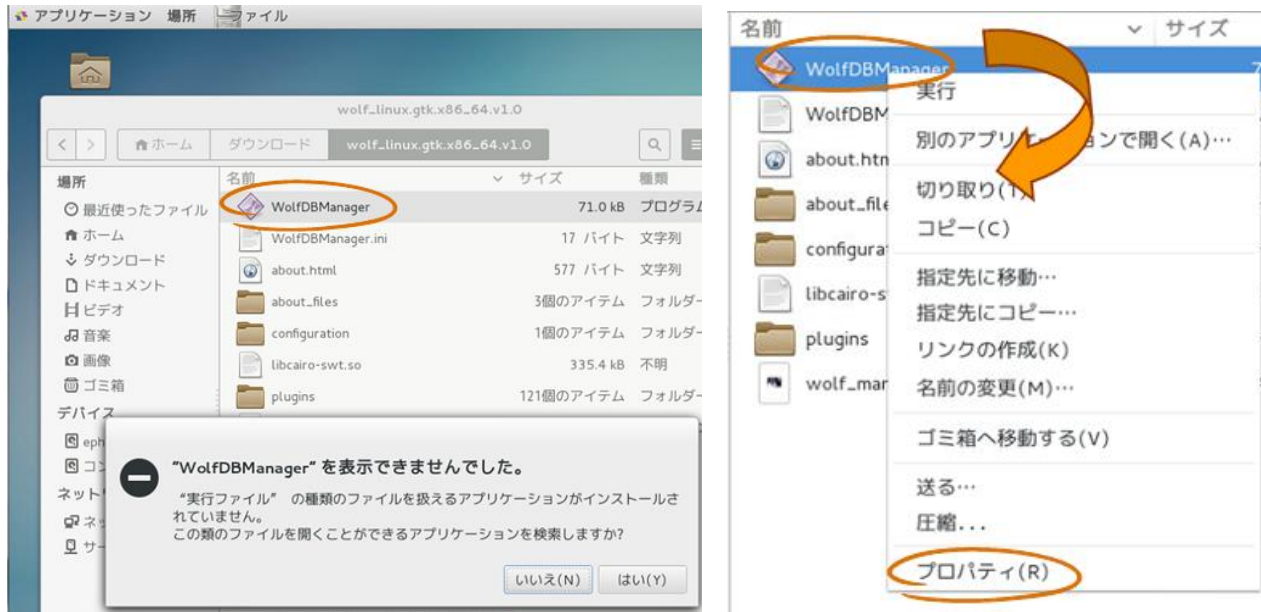 アプリケーション 場所 ファイル
wolf_linux.gtk.x86_64.v1.0
ホーム ダウンロード wolf_linux.gtk.x86_64.v1.0
場所
最近使ったファイル
ホーム
ダウンロード
ドキュメント
ビデオ
音楽
画像
ゴミ箱
デバイス
eph
コン
ネット
ネッ
サー
名前 サイズ 種類
WolfDBManager 71.0 kB プログラム
WolfDBManager.ini 17 バイト 文字列
about.html 577 バイト 文字列
about_files 3個のアイテム フォルダー
configuration 1個のアイテム フォルダー
libcairo-swt.so 335.4 kB 不明
plugins 121個のアイテム フォルダー
"WolfDBManager" を表示できませんでした。
"実行ファイル" の種類のファイルを扱えるアプリケーションがインストールさ
れていません。
この類のファイルを開くことができるアプリケーションを検索しますか?
いいえ(N) はい(Y)
名前 サイズ
WolfDBManager 7
WolfDBM
about.htm
about_file
configura
libcairo-s
plugins
wolf_mar
実行
別のアプリケーションで開く(A)…
切り取り(T)
コピー(C)
指定先に移動…
指定先にコピー…
リンクの作成(K)
名前の変更(M)…
ゴミ箱へ移動する(V)
送る…
圧縮...
プロパティ(R)